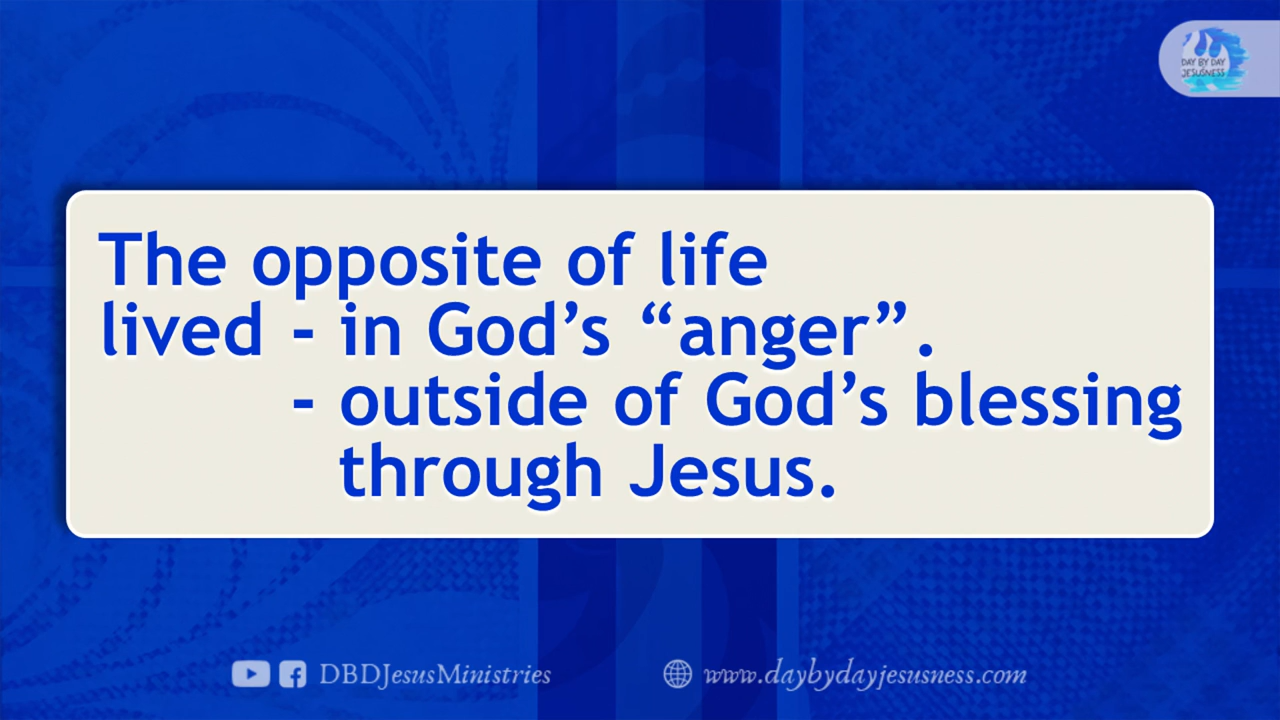 DAY BY DAY
JESUSNESS
The opposite of life
lived - in God’s “anger”.
- outside of God’s blessing
through Jesus.
DBDJesusMinistries
www.daybydayjesusness.com